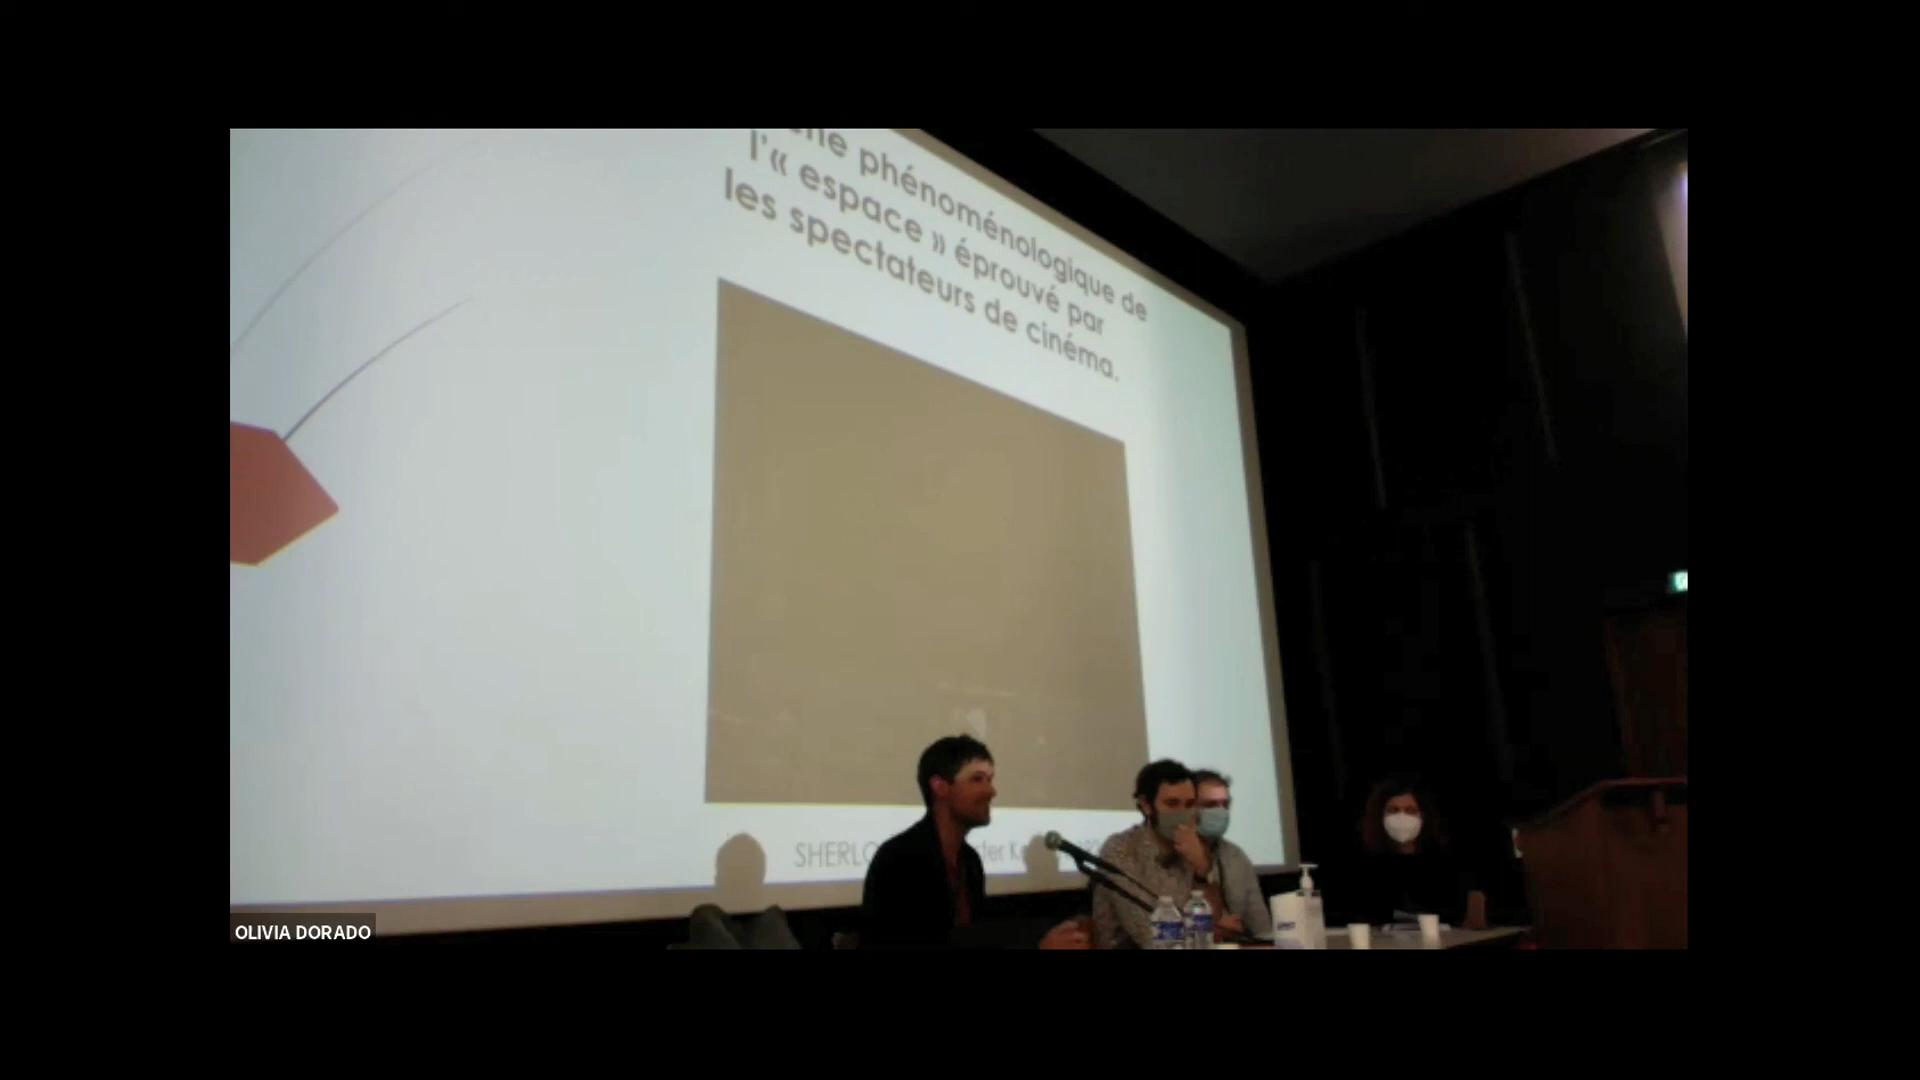 phénoménologique de
l'« espace » éprouvé par
les spectateurs de cinéma.
OLIVIA DORADO